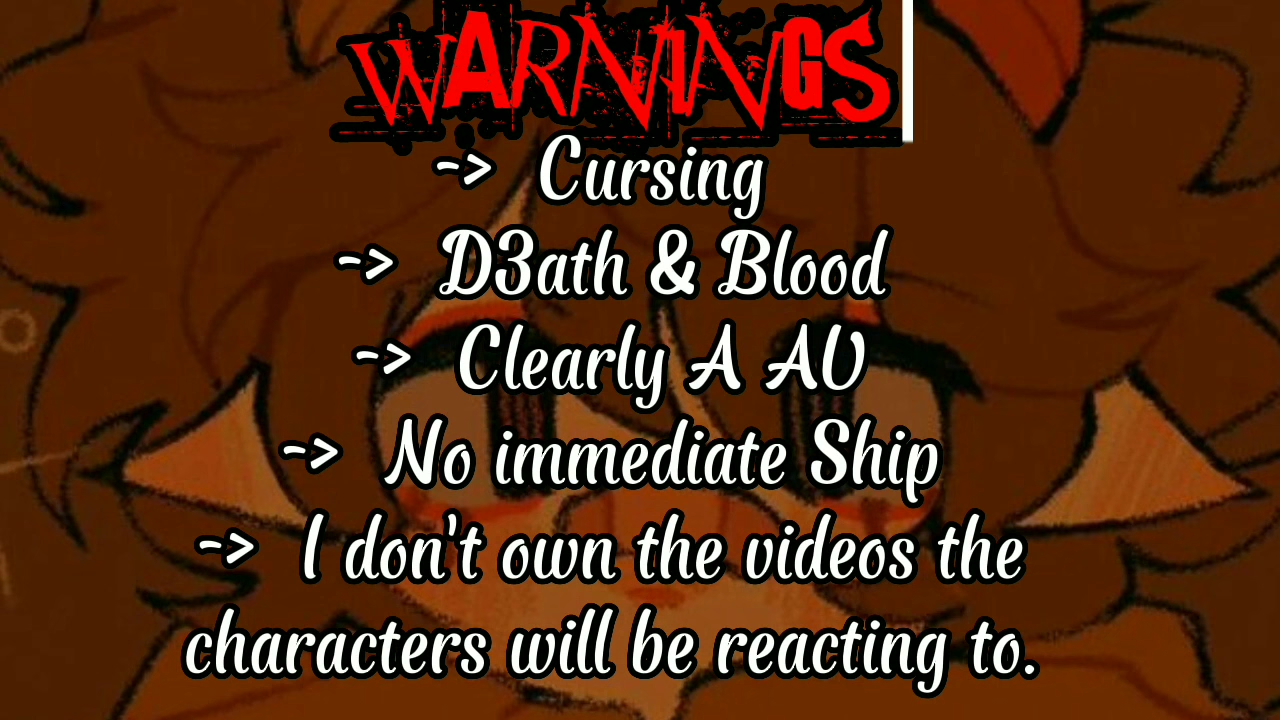 WARNINGS
-> Cursing
-> D3ath & Blood
-> Clearly A AU
-> No immediate Ship
-> I don't own the videos the
characters will be reacting to.